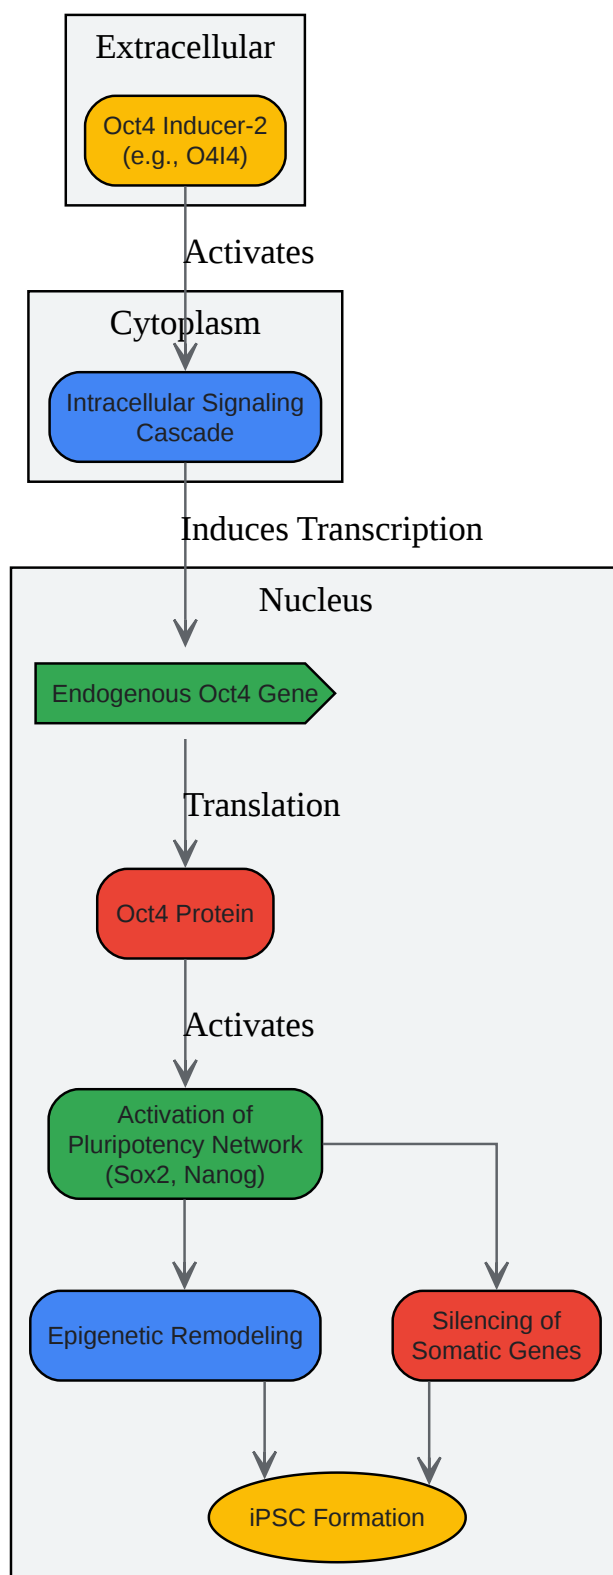 Extracellular
Oct4 Inducer-2
(e.g., O4I4)
Activates
Cytoplasm
Intracellular Signaling
Cascade
Induces Transcription
Nucleus
Endogenous Oct4 Gene
Translation
Oct4 Protein
Activates
Activation of
Pluripotency Network
(Sox2, Nanog)
Epigenetic Remodeling
Silencing of
Somatic Genes
iPSC Formation